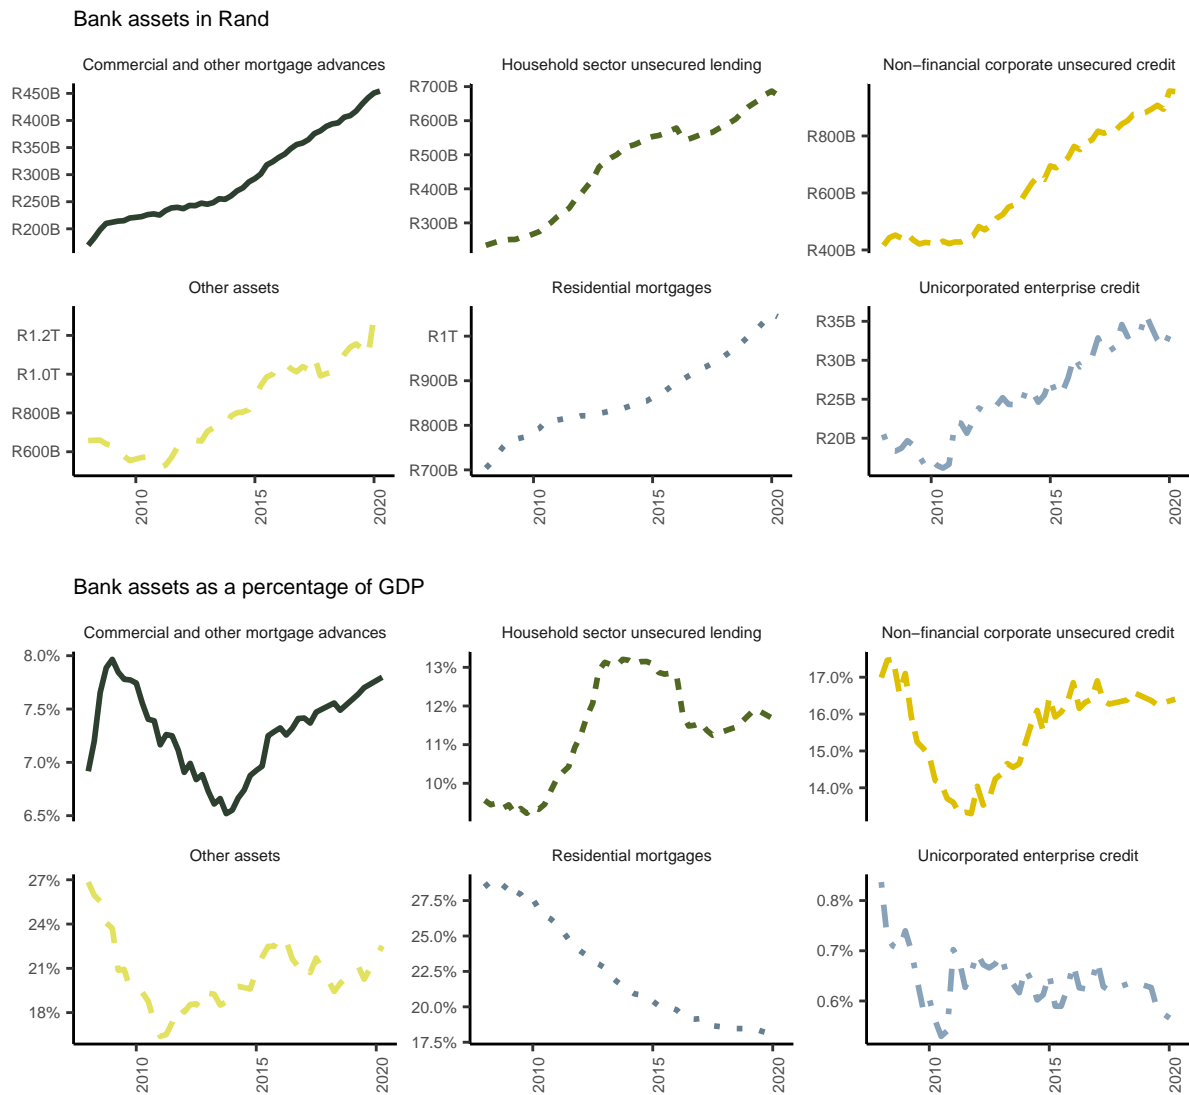 Bank assets in Rand
Commercial and other mortgage advances
Household sector unsecured lending
Non−financial corporate unsecured credit
R450B
R400B
R350B
R300B
R250B
R200B
R700B
R600B
R500B
R400B
R300B
R800B
R600B
R400B
Other assets
Residential mortgages
Unicorporated enterprise credit
R1.2T
R1.0T
R800B
R600B
R1T
R900B
R800B
R700B
R35B
R30B
R25B
R20B
2010
2015
2020
2010
2015
2020
2010
2015
2020
Bank assets as a percentage of GDP
Commercial and other mortgage advances
Household sector unsecured lending
Non−financial corporate unsecured credit
8.0%
7.5%
7.0%
6.5%
13%
12%
11%
10%
17.0%
16.0%
15.0%
14.0%
Other assets
Residential mortgages
Unicorporated enterprise credit
27%
24%
21%
18%
27.5%
25.0%
22.5%
20.0%
17.5%
0.8%
0.7%
0.6%
2010
2015
2020
2010
2015
2020
2010
2015
2020